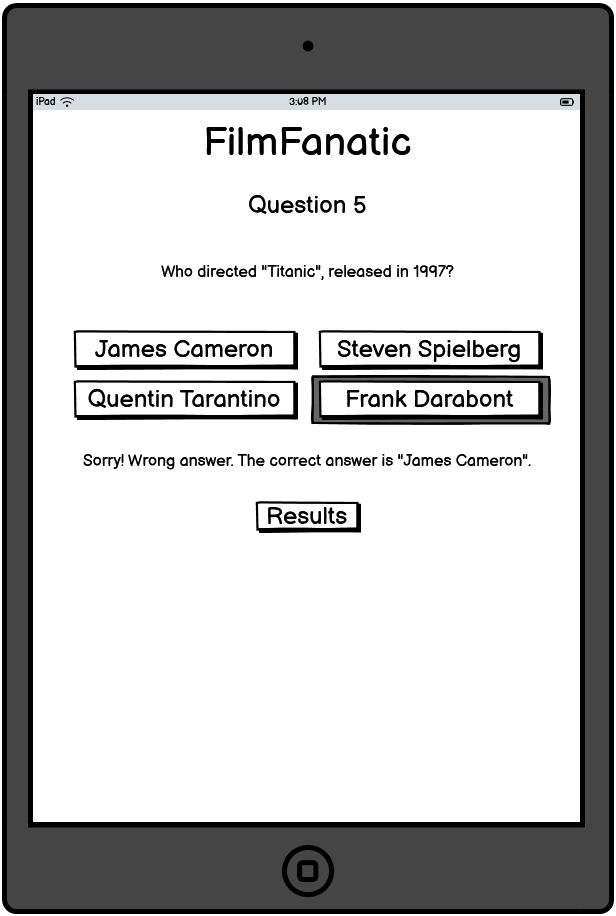 iPad 3:08 PM
FilmFanatic
Question 5
Who directed "Titanic", released in 1997?
James Cameron Steven Spielberg
Quentin Tarantino Frank Darabont
Sorry! Wrong answer. The correct answer is "James Cameron".
Results